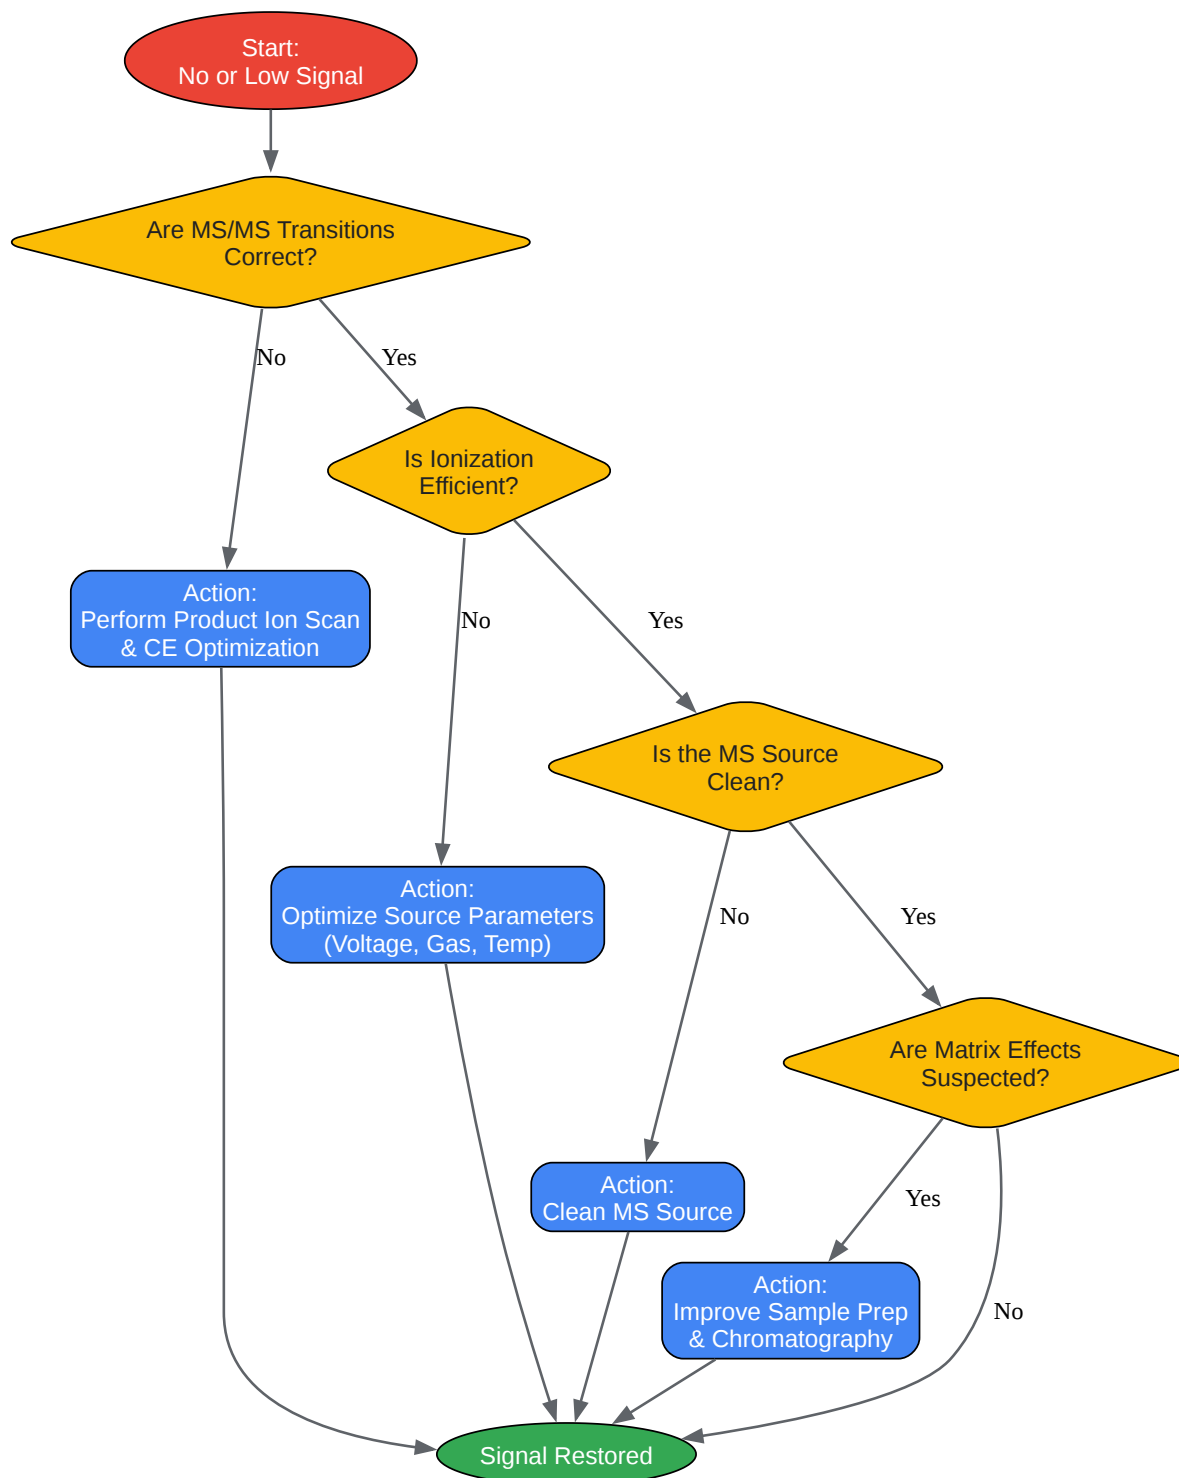 Start:
No or Low Signal
Are MS/MS Transitions
Correct?
No
Yes
Is Ionization
Efficient?
Action:
Perform Product Ion Scan
& CE Optimization
No
Yes
Is the MS Source
Clean?
Action:
Optimize Source Parameters
(Voltage, Gas, Temp)
No
Yes
Are Matrix Effects
Suspected?
Action:
Clean MS Source
Yes
Action:
Improve Sample Prep
& Chromatography
No
Signal Restored